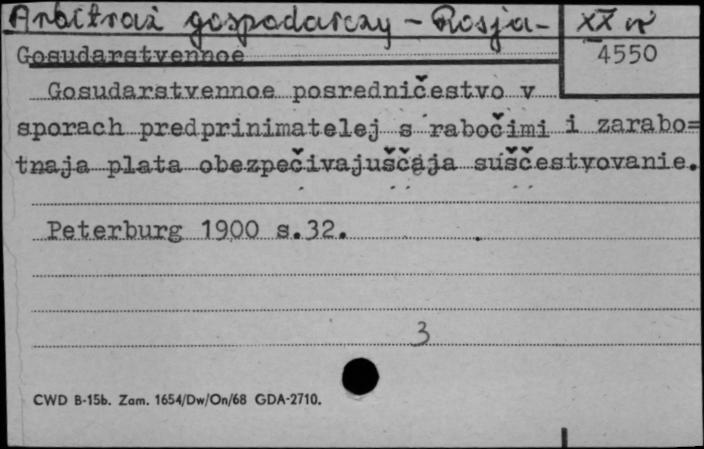 Arbitraż gospodarczy - Rosja - XX w
Gosudarstvennoe
4550
Gosudarstvennoe posredničestvo v
sporach predprinimatelej s rabočimi i zarabo=
tnaja plata obezpečivajuščaja suščestvovanie.
Peterburg 1900 s.32.
3
CWD B-15b. Zam. 1654/Dw/On/68 GDA-2710.